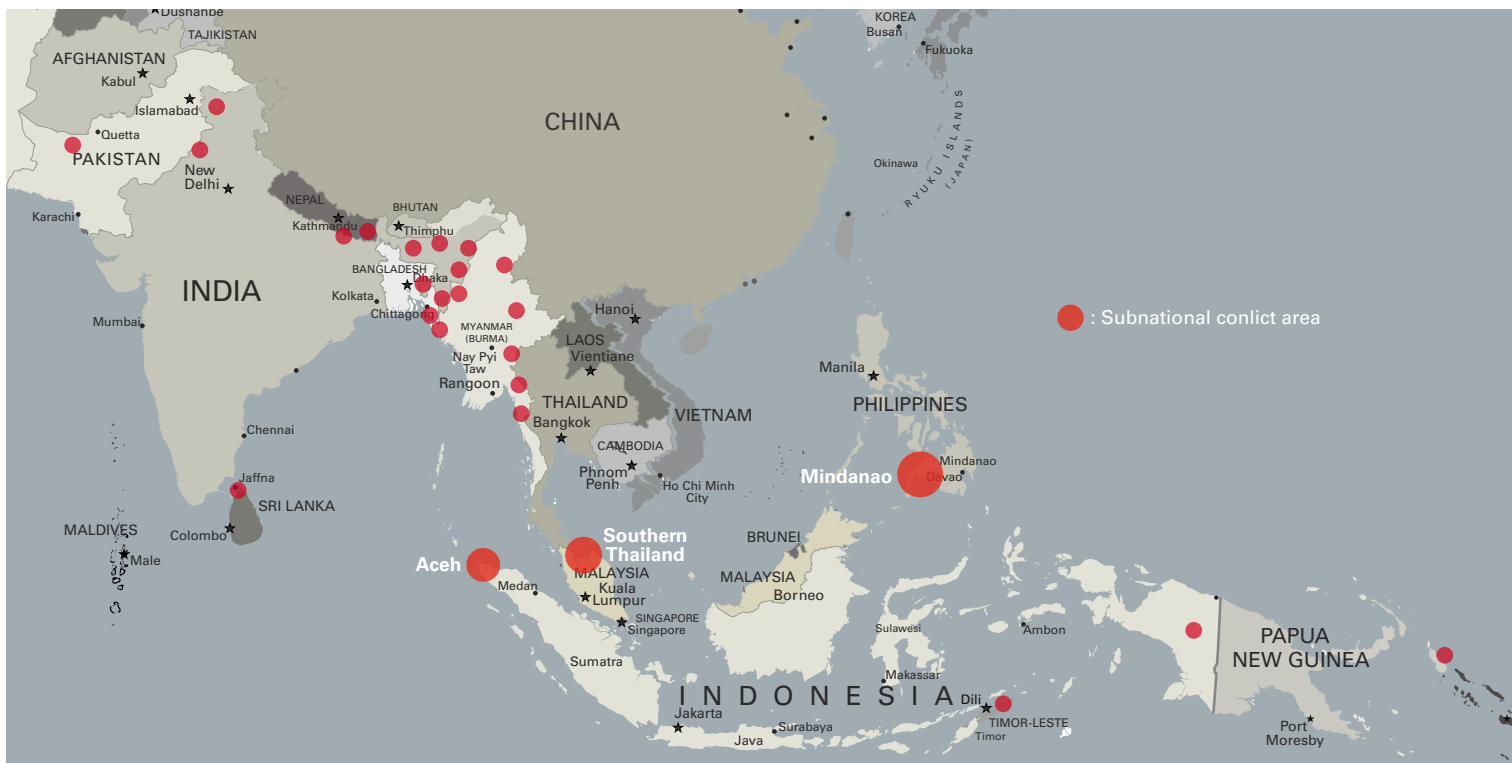 Dushanbe
TAJIKISTAN
AFGHANISTAN
Kabul
Islamabad
Quetta
PAKISTAN
New
Delhi
Karachi
NEPAL
Kathmandu
BHUTAN
Thimphu
CHINA
KOREA
Busan
Fukuoka
RYUKU ISLANDS
(JAPAN)
Okinawa
INDIA
BANGLADESH
Dhaka
Kolkata
Chittagong
Mumbai
MYANMAR
(BURMA)
Nay Pyi
Taw
Rangoon
Hanoi
LAOS
Vientiane
THAILAND
Bangkok
VIETNAM
CAMBODIA
Phnom
Penh
Ho Chi Minh
City
: Subnational conlict area
Manila
PHILIPPINES
Mindanao
Mindanao
Davao
Chennai
Jaffna
SRI LANKA
Colombo
MALDIVES
Male
Aceh
Southern
Thailand
MALAYSIA
Kuala
Lumpur
Medan
SINGAPORE
Singapore
Sumatra
BRUNEI
MALAYSIA
Borneo
Sulawesi
Makassar
Ambon
INDONESIA
Jakarta
Java
Surabaya
Dili
TIMOR-LESTE
Timor
PAPUA
NEW GUINEA
Port
Moresby